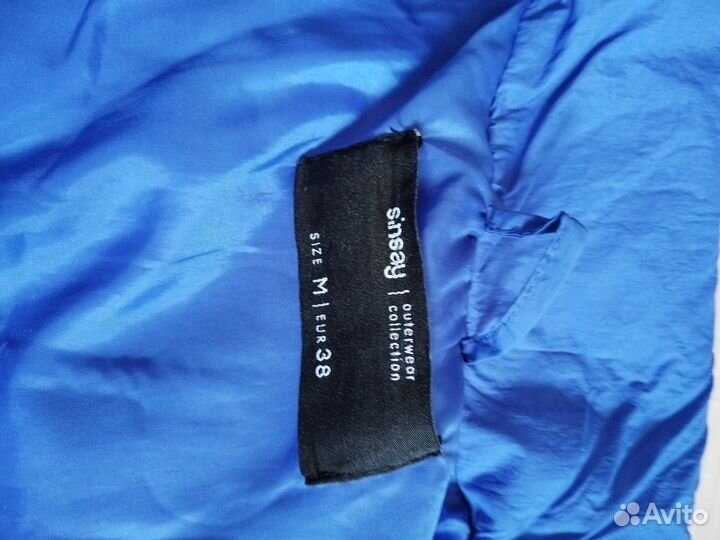 sinsay | outerwear
collection
SIZE M | EUR 38
Avito